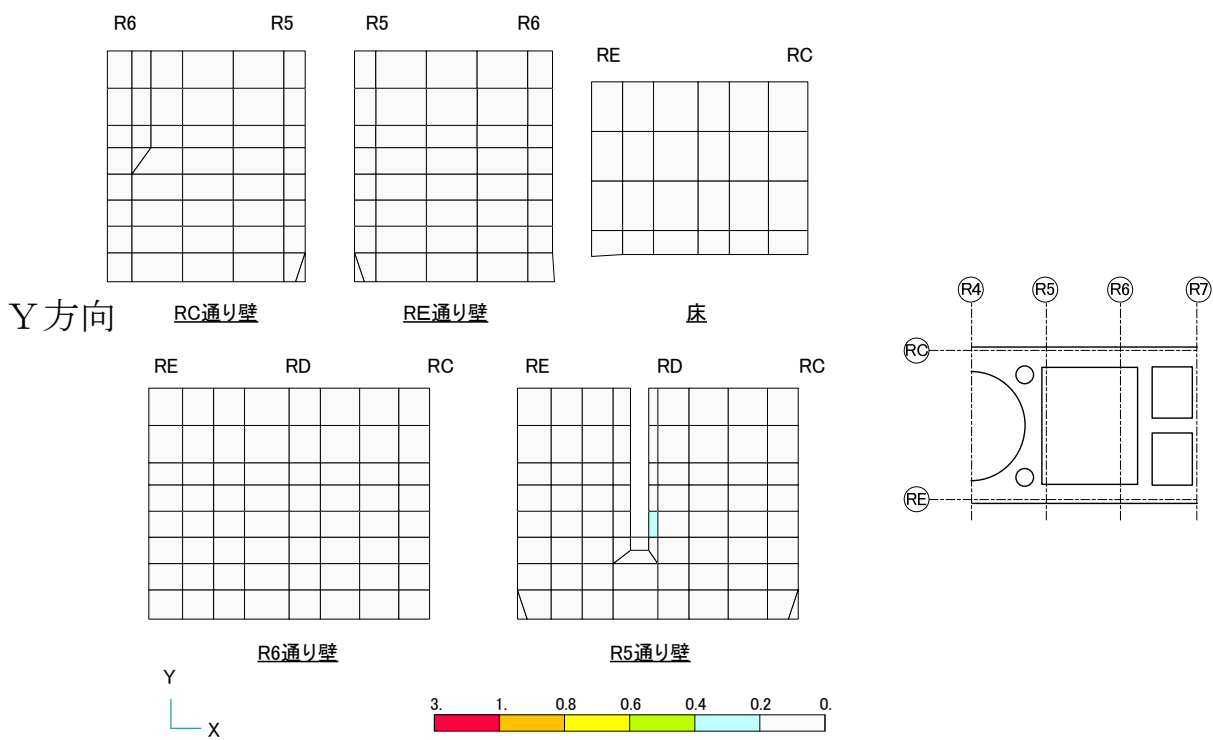 R6 R5
R5 R6
RE RC
Y方向
RC通り壁
RE通り壁
床
RE RD RC
RE RD RC
R6通り壁
R5通り壁
R4 R5 R6 R7
RC
RE
Y
X
3. 1. 0.8 0.6 0.4 0.2 0.